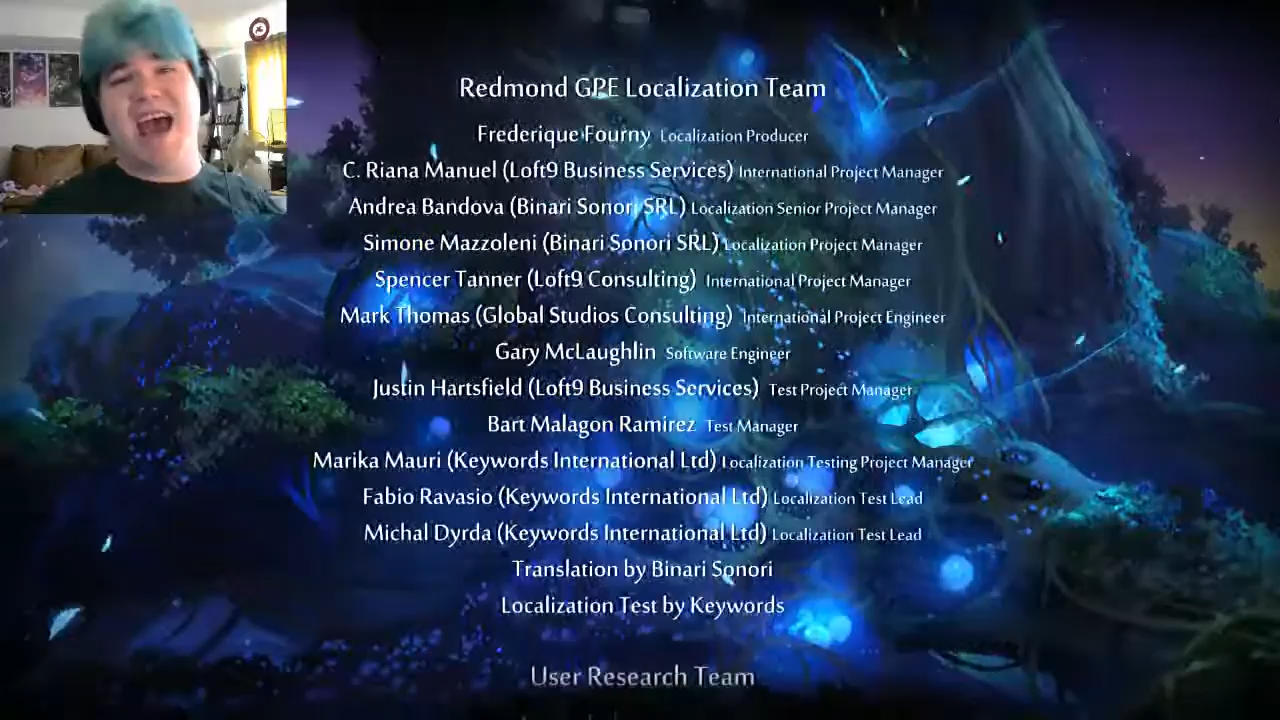 Redmond GPE Localization Team
Frederique Fourny Localization Producer
C. Riana Manuel (Loft9 Business Services) International Project Manager
Andrea Bandova (Binari Sonori SRL) Localization Senior Project Manager
Simone Mazzoleni (Binari Sonori SRL) Localization Project Manager
Spencer Tanner (Loft9 Consulting) International Project Manager
Mark Thomas (Global Studios Consulting) International Project Engineer
Gary McLaughlin Software Engineer
Justin Hartsfield (Loft9 Business Services) Test Project Manager
Bart Malagon Ramirez Test Manager
Marika Mauri (Keywords International Ltd) Localization Testing Project Manager
Fabio Ravasio (Keywords International Ltd) Localization Test Lead
Michal Dyrda (Keywords International Ltd) Localization Test Lead
Translation by Binari Sonori
Localization Test by Keywords
User Research Team